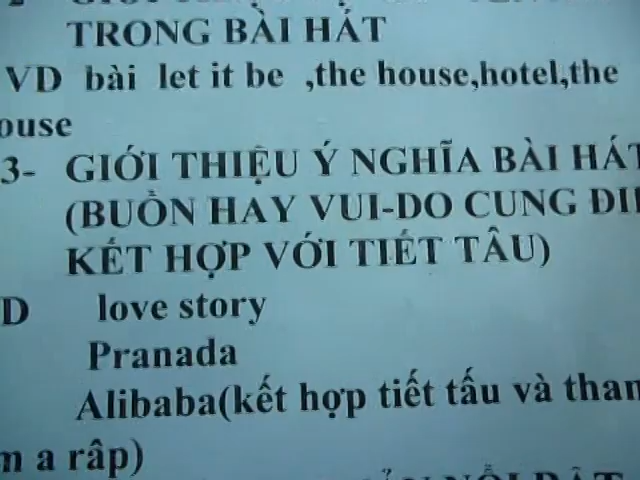 TRONG BÀI HÁT
VD bài let it be ,the house,hotel,the
ouse
3- GIỚI THIỆU Ý NGHĨA BÀI HÁT
(BUỒN HAY VUI-DO CUNG ĐI
KẾT HỢP VỚI TIẾT TÂU)
D love story
Pranada
Alibaba(kết hợp tiết tấu và than
m a râp)